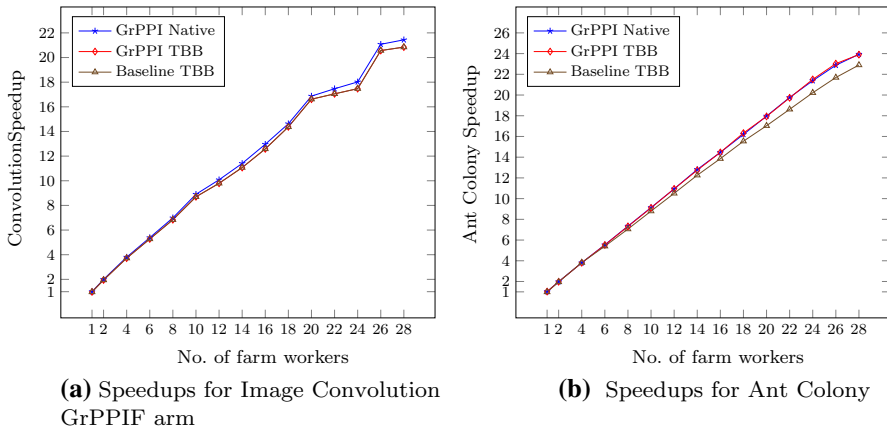 22
20
18
16
14
12
10
8
6
4
2
1
ConvolutionSpeedup
GrPPI Native
GrPPI TBB
Baseline TBB
1 2 4 6 8 10 12 14 16 18 20 22 24 26 28
No. of farm workers
(a) Speedups for Image Convolution
GrPPIF arm
26
24
22
20
18
16
14
12
10
8
6
4
2
1
Ant Colony Speedup
GrPPI Native
GrPPI TBB
Baseline TBB
1 2 4 6 8 10 12 14 16 18 20 22 24 26 28
No. of farm workers
(b) Speedups for Ant Colony